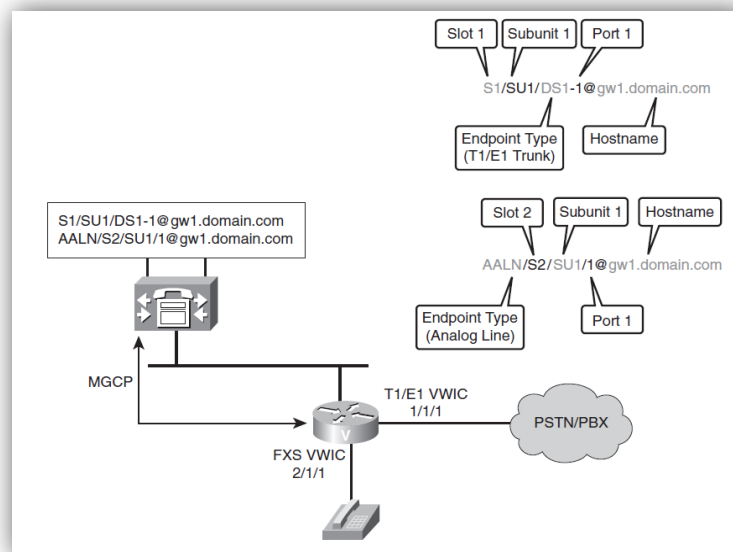 Slot 1
Subunit 1
Port 1
S1/SU1/DS1-1@gw1.domain.com
Endpoint Type
(T1/E1 Trunk)
Hostname
S1/SU1/DS1-1@gw1.domain.com
AALN/S2/SU1/1@gw1.domain.com
Slot 2
Subunit 1
Hostname
AALN/S2/SU1/1@gw1.domain.com
Endpoint Type
(Analog Line)
Port 1
MGCP
T1/E1 VWIC
1/1/1
PSTN/PBX
V
FXS VWIC
2/1/1